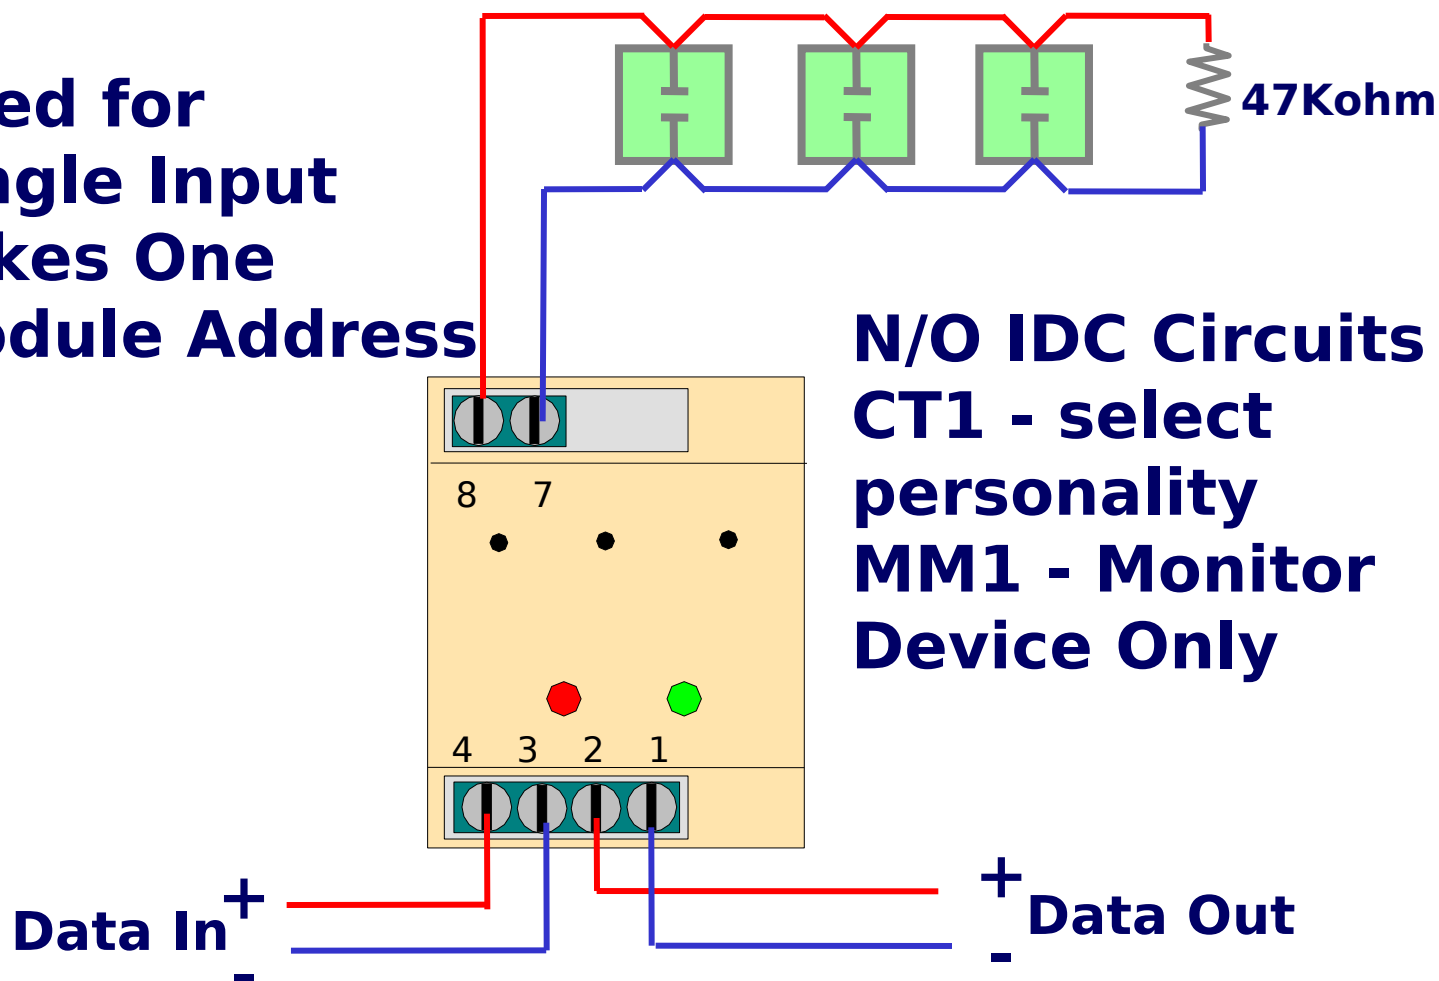 47Kohm
ed for
ngle Input
kes One
odule Address
N/O IDC Circuits
CT1 - select
personality
MM1 - Monitor
Device Only
8 7
4 3 2 1
+
Data In
-
+
Data Out
-